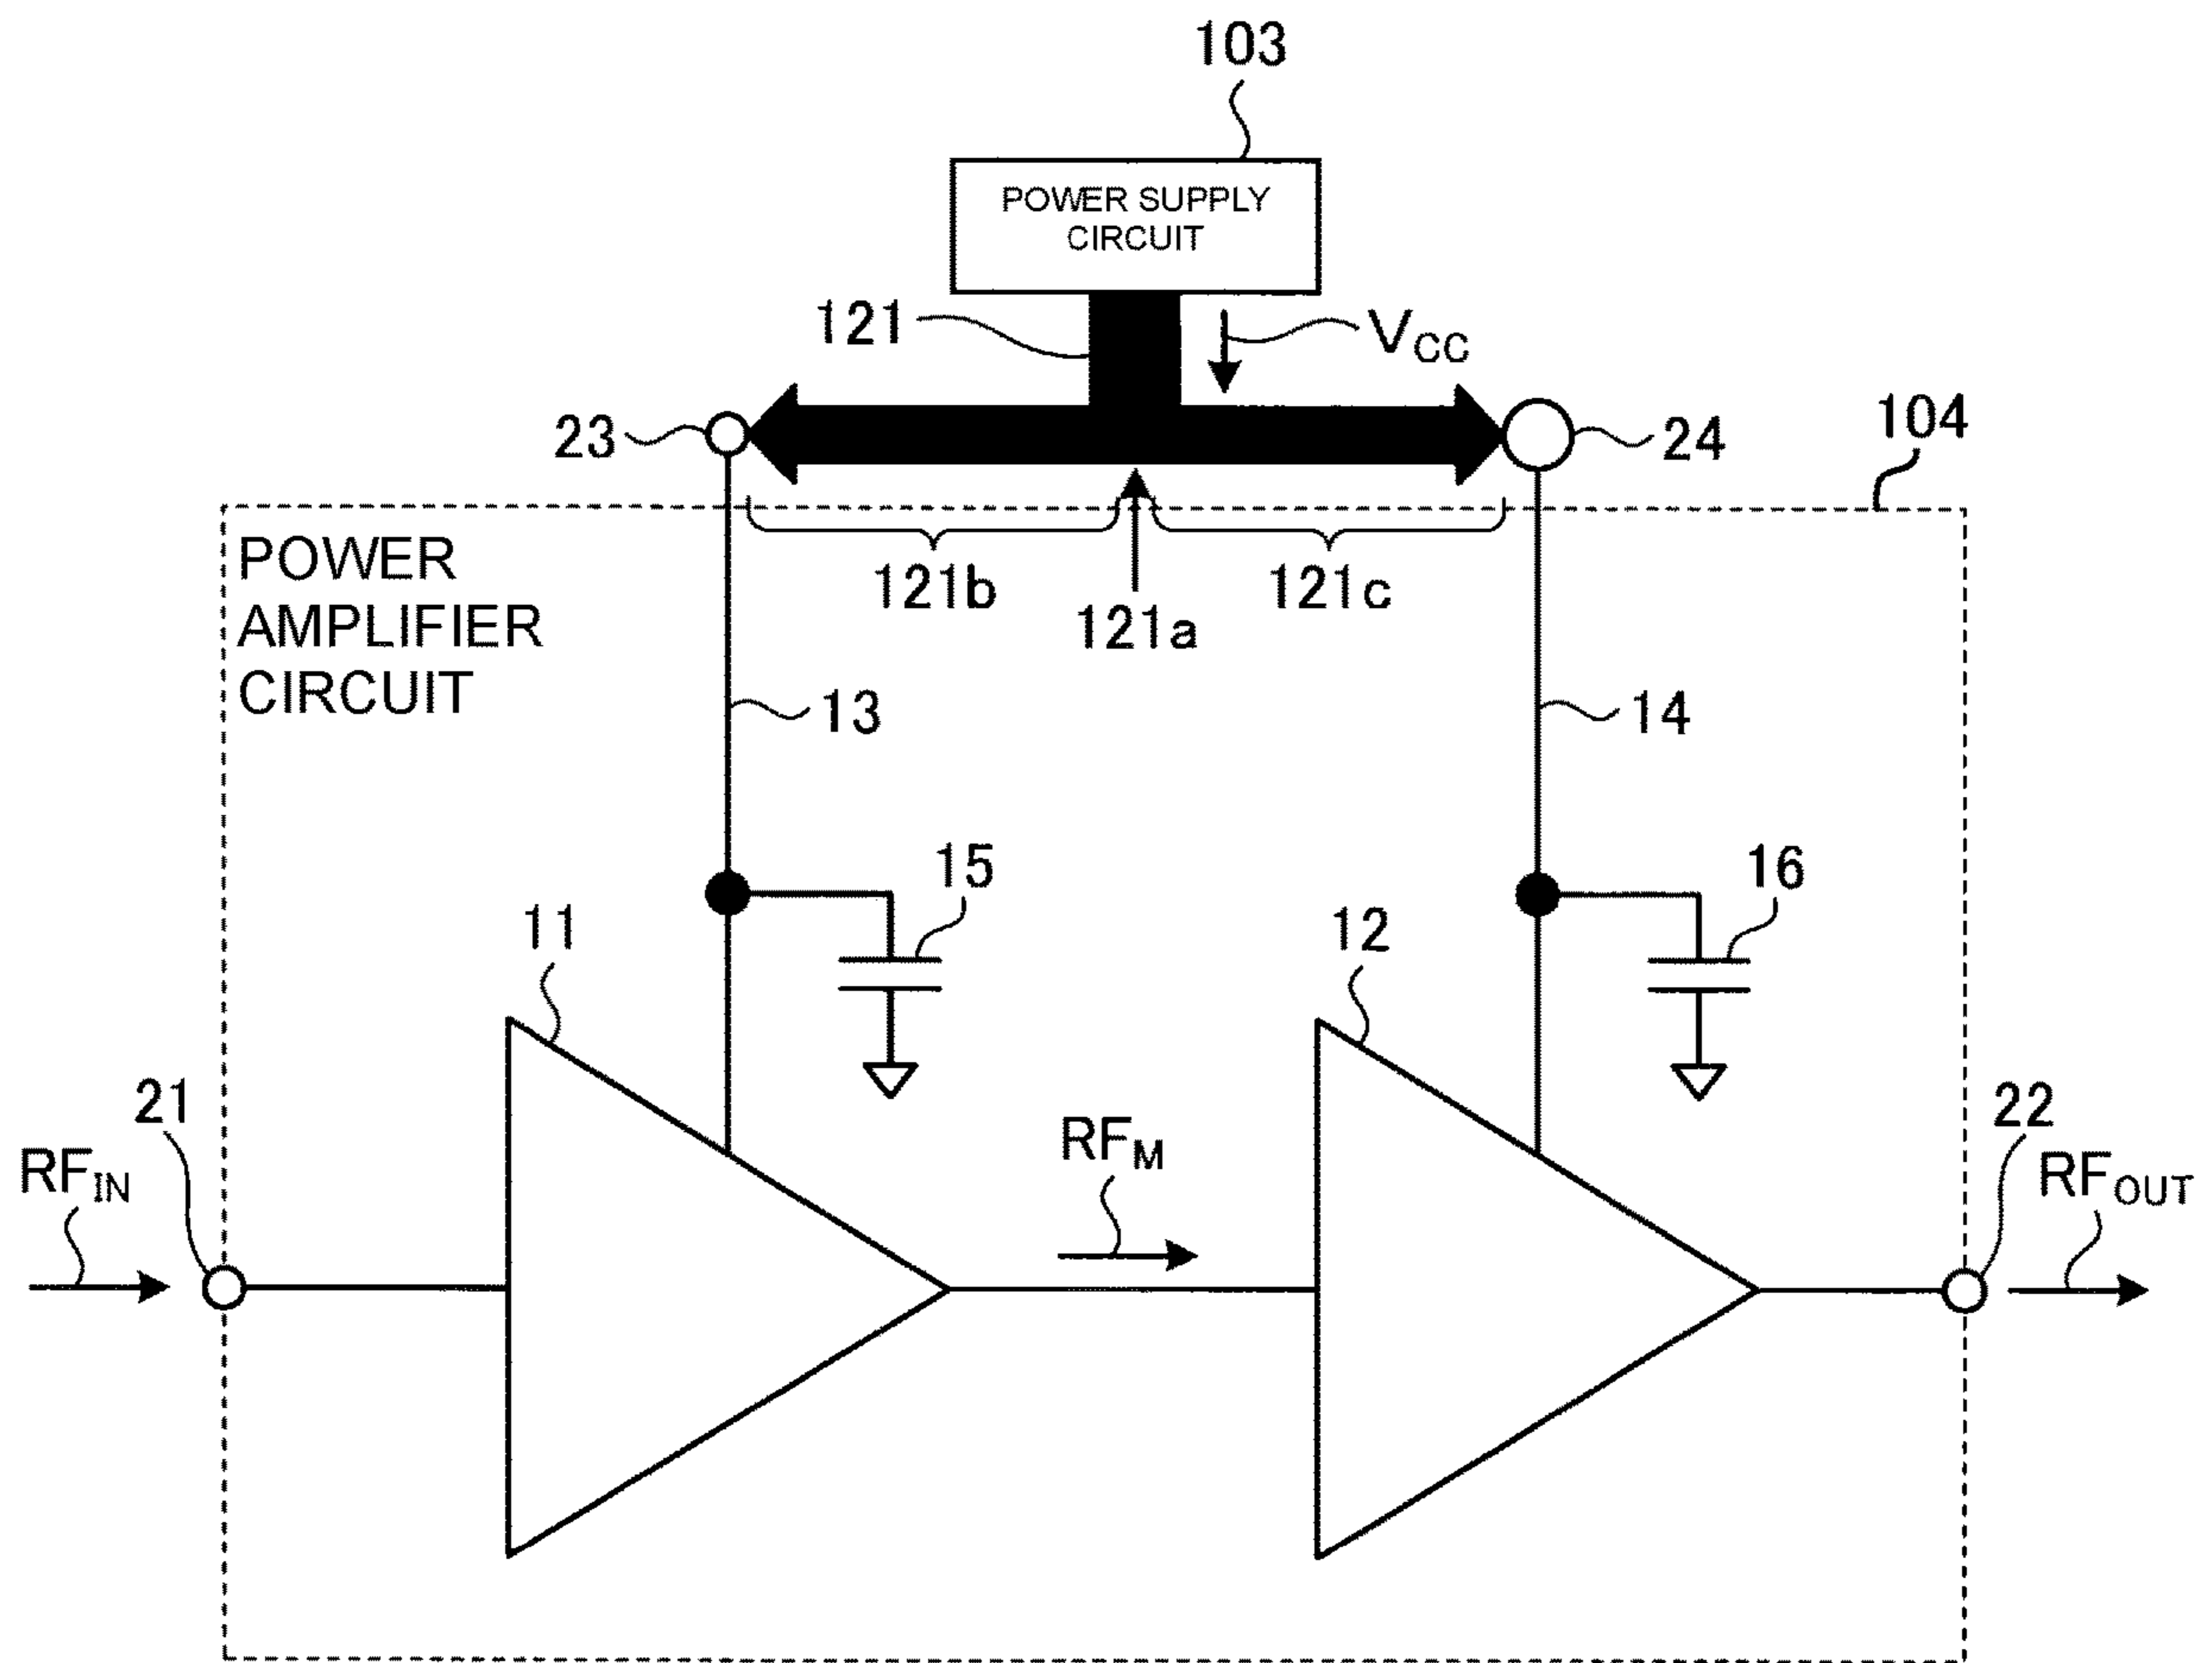 103
POWER SUPPLY
CIRCUIT
121
VCC
23
24
104
POWER
AMPLIFIER
CIRCUIT
121b
121a
121c
13
14
15
16
11
12
21
RFIN
RFM
22
RFOUT